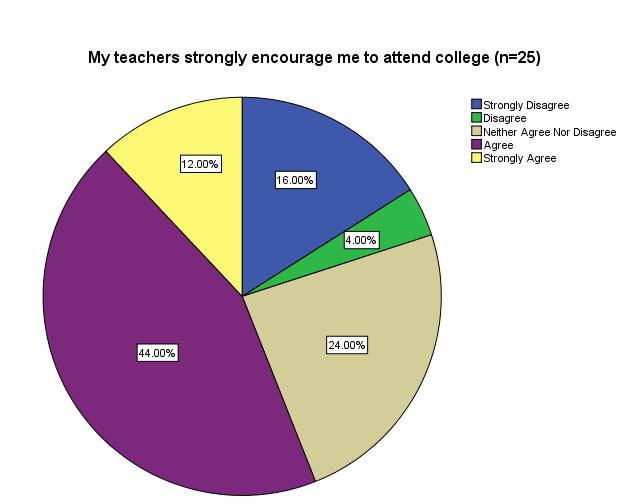 My teachers strongly encourage me to attend college (n=25)
Strongly Disagree
Disagree
Neither Agree Nor Disagree
Agree
Strongly Agree
12.00%
16.00%
4.00%
24.00%
44.00%